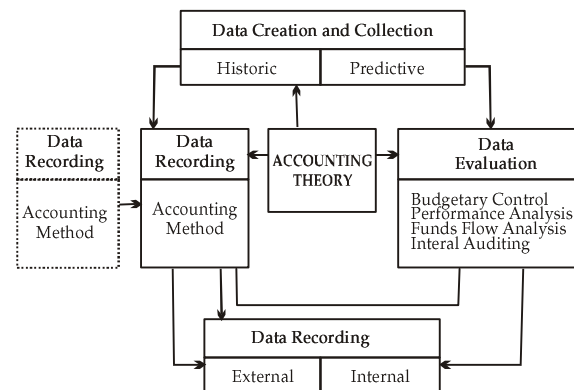 Data Creation and Collection
Historic
Predictive
Data
Recording
Accounting
Method
Data
Recording
Accounting
Method
ACCOUNTING
THEORY
Data
Evaluation
Budgetary Control
Performance Analysis
Funds Flow Analysis
Interal Auditing
Data Recording
External
Internal